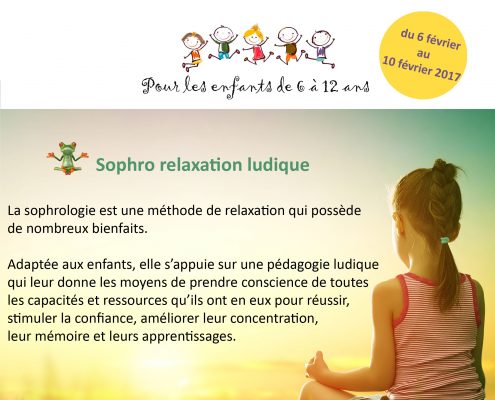 du 6 février
au
10 février 2017
Pour les enfants de 6 à 12 ans
Sophro relaxation ludique
La sophrologie est une méthode de relaxation qui possède
de nombreux bienfaits.
Adaptée aux enfants, elle s'appuie sur une pédagogie ludique
qui leur donne les moyens de prendre conscience de toutes
les capacités et ressources qu'ils ont en eux pour réussir,
stimuler la confiance, améliorer leur concentration,
leur mémoire et leurs apprentissages.